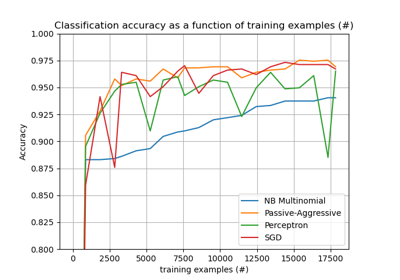 Classification accuracy as a function of training examples (#)
1.000
0.975
0.950
0.925
0.900
0.875
0.850
0.825
0.800
Accuracy
NB Multinomial
Passive-Aggressive
Perceptron
SGD
0 2500 5000 7500 10000 12500 15000 17500
training examples (#)